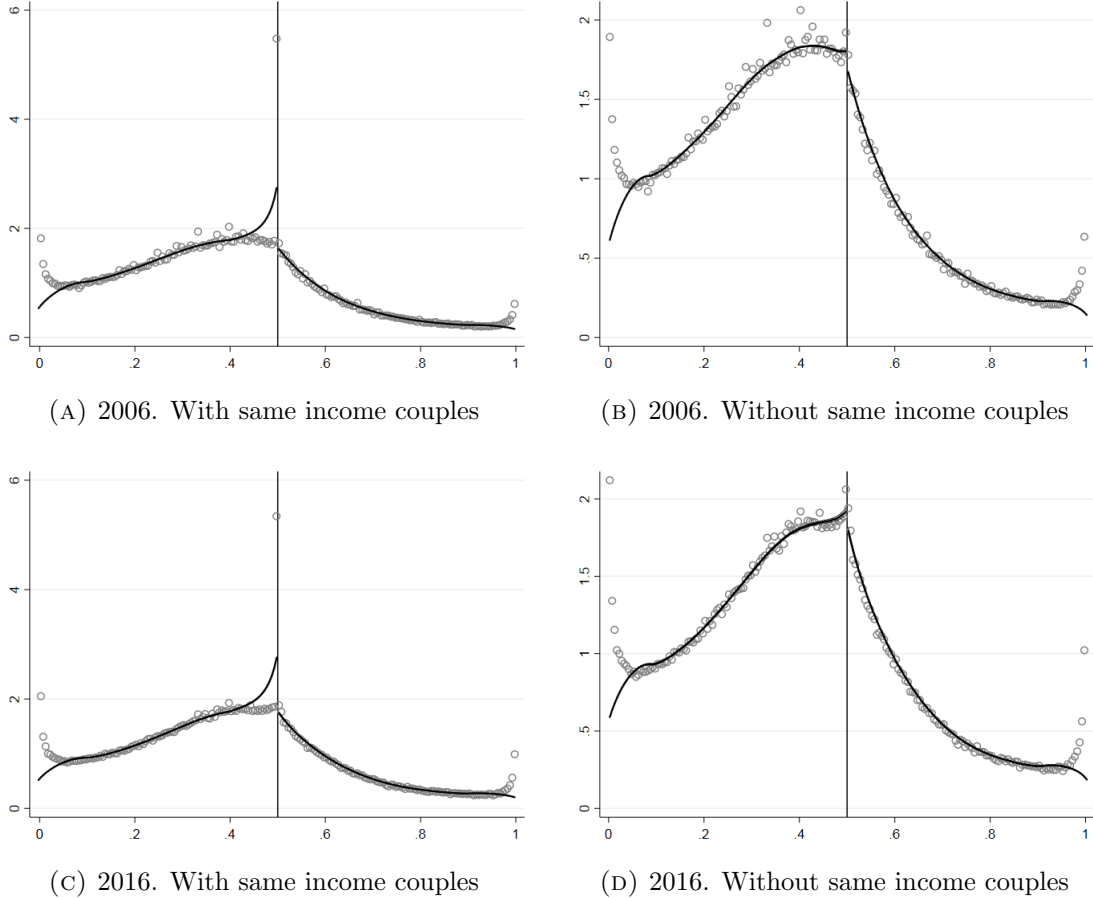 6
4
2
0
0 .2 .4 .6 .8 1
(A) 2006. With same income couples
2
1.5
1
.5
0
0 .2 .4 .6 .8 1
(B) 2006. Without same income couples
6
4
2
0
0 .2 .4 .6 .8 1
(C) 2016. With same income couples
2
1.5
1
.5
0
0 .2 .4 .6 .8 1
(D) 2016. Without same income couples